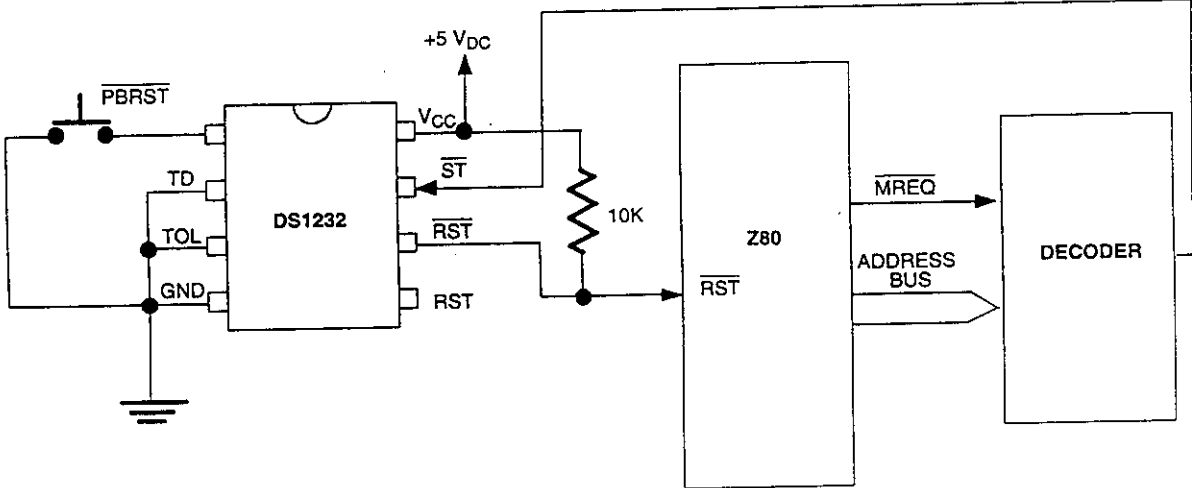 +5 VDC
PBRST
VCC
TD
ST
DS1232
10K
MREQ
TOL
RST
Z80
DECODER
ADDRESS
BUS
GND
RST
RST